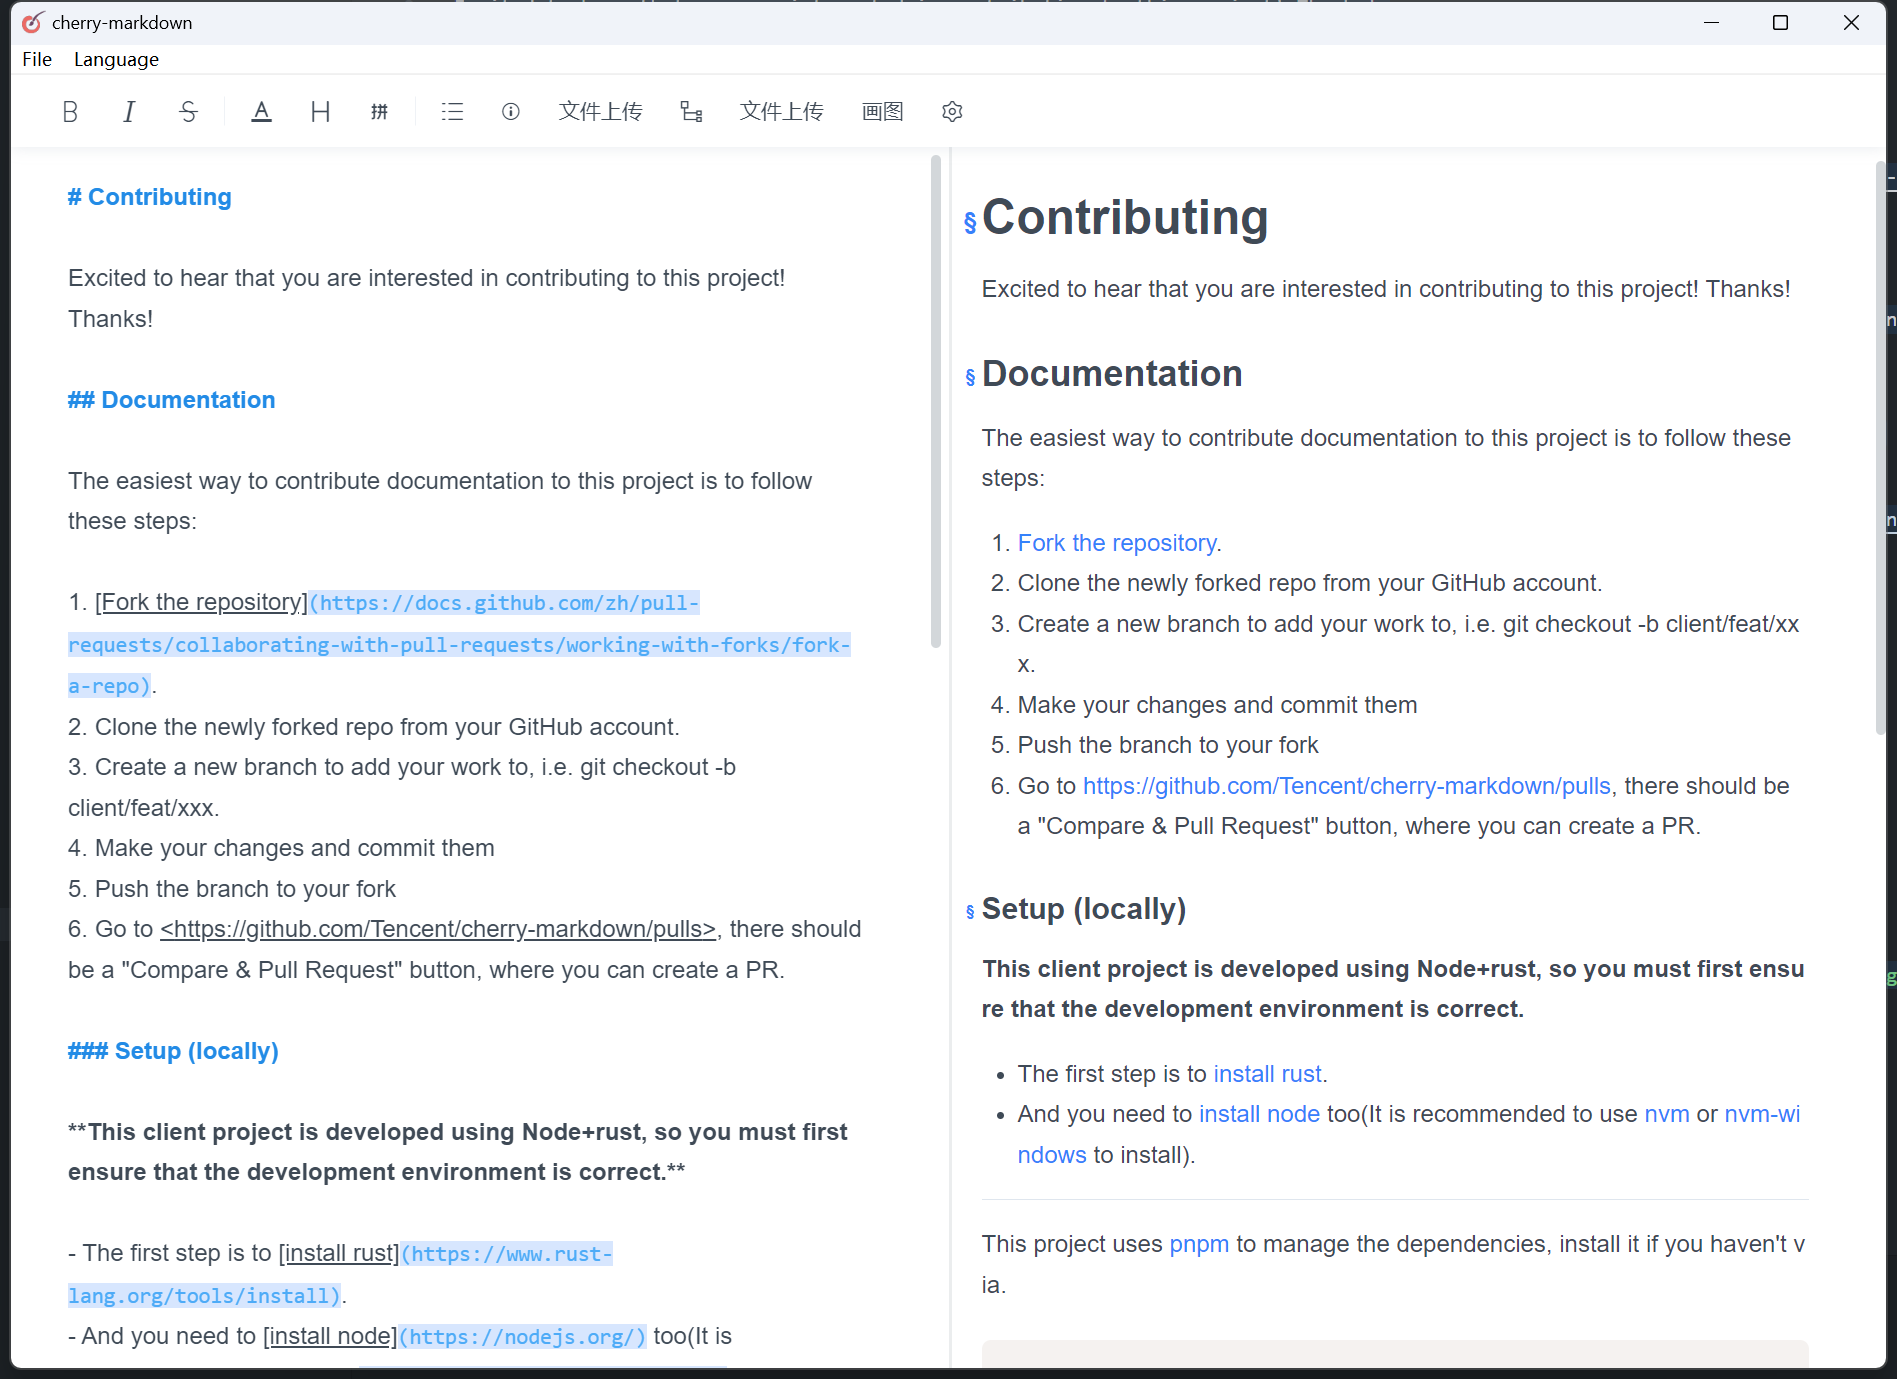 cherry-markdown
File Language
B I S A H 拼 文件上传 文件上传 画图
# Contributing
Excited to hear that you are interested in contributing to this project!
Thanks!
## Documentation
The easiest way to contribute documentation to this project is to follow
these steps:
1. [Fork the repository](https://docs.github.com/zh/pull-
requests/collaborating-with-pull-requests/working-with-forks/fork-
a-repo).
2. Clone the newly forked repo from your GitHub account.
3. Create a new branch to add your work to, i.e. git checkout -b
client/feat/xxx.
4. Make your changes and commit them
5. Push the branch to your fork
6. Go to <https://github.com/Tencent/cherry-markdown/pulls>, there should
be a "Compare & Pull Request" button, where you can create a PR.
### Setup (locally)
**This client project is developed using Node+rust, so you must first
ensure that the development environment is correct.**
- The first step is to [install rust](https://www.rust-
lang.org/tools/install).
- And you need to [install node](https://nodejs.org/) too(It is
§ Contributing
Excited to hear that you are interested in contributing to this project! Thanks!
§ Documentation
The easiest way to contribute documentation to this project is to follow these
steps:
1. Fork the repository.
2. Clone the newly forked repo from your GitHub account.
3. Create a new branch to add your work to, i.e. git checkout -b client/feat/xx
x.
4. Make your changes and commit them
5. Push the branch to your fork
6. Go to https://github.com/Tencent/cherry-markdown/pulls, there should be
a "Compare & Pull Request" button, where you can create a PR.
§ Setup (locally)
This client project is developed using Node+rust, so you must first ensu
re that the development environment is correct.
• The first step is to install rust.
• And you need to install node too(It is recommended to use nvm or nvm-wi
ndows to install).
This project uses pnpm to manage the dependencies, install it if you haven't v
ia.